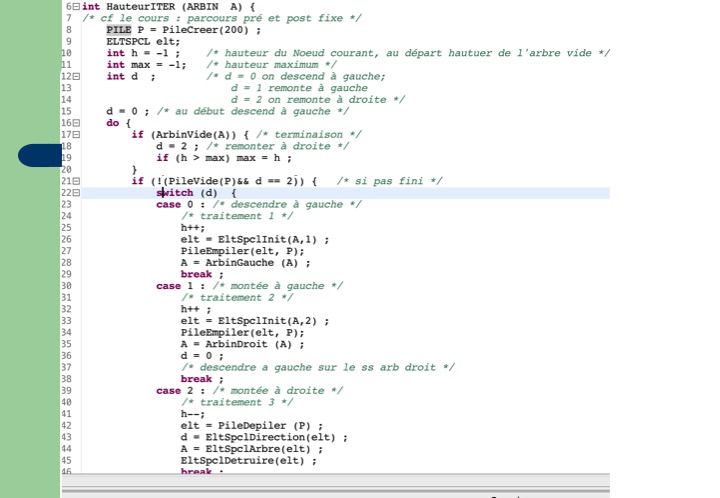 6 int HauteurITER (ARBIN A) {
7 /* cf le cours : parcours pré et post fixe */
8 PILE P = PileCreer(200) ;
9 ELTSPCL elt;
10 int h = -1 ; /* hauteur du Noeud courant, au départ hautuer de l'arbre vide */
11 int max = -1; /* hauteur maximum */
12 int d ; /* d = 0 on descend à gauche;
13 d = 1 remonte à gauche
14 d = 2 on remonte à droite */
15 d = 0 ; /* au début descend à gauche */
16 do {
17 if (ArbinVide(A)) { /* terminaison */
18 d = 2 ; /* remonter à droite */
19 if (h > max) max = h ;
20 }
21 if (!(PileVide(P)&& d == 2)) { /* si pas fini */
22 switch (d) {
23 case 0 : /* descendre à gauche */
24 /* traitement 1 */
25 h++;
26 elt = EltSpclInit(A,1) ;
27 PileEmpiler(elt, P);
28 A = ArbinGauche (A) ;
29 break ;
30 case 1 : /* montée à gauche */
31 /* traitement 2 */
32 h++ ;
33 elt = EltSpclInit(A,2) ;
34 PileEmpiler(elt, P);
35 A = ArbinDroit (A) ;
36 d = 0 ;
37 /* descendre a gauche sur le ss arb droit */
38 break ;
39 case 2 : /* montée à droite */
40 /* traitement 3 */
41 h--;
42 elt = PileDepiler (P) ;
43 d = EltSpclDirection(elt) ;
44 A = EltSpclArbre(elt) ;
45 EltSpclDetruire(elt) ;
46 break ;